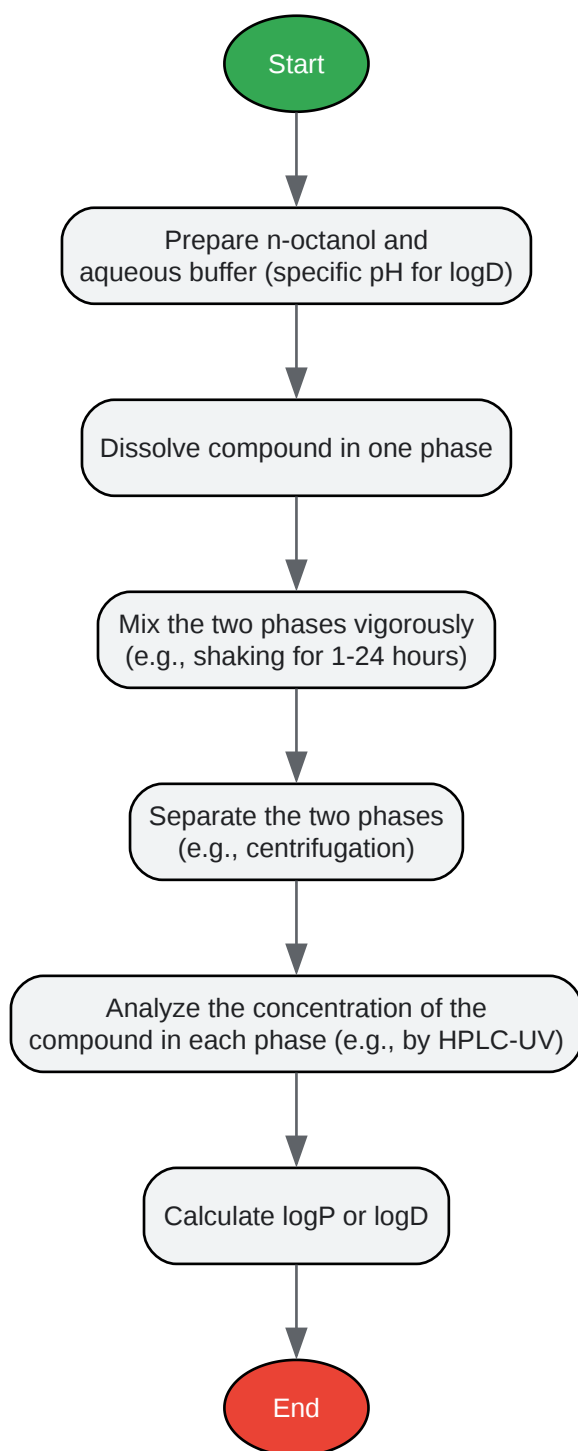 Start
Prepare n-octanol and
aqueous buffer (specific pH for logD)
Dissolve compound in one phase
Mix the two phases vigorously
(e.g., shaking for 1-24 hours)
Separate the two phases
(e.g., centrifugation)
Analyze the concentration of the
compound in each phase (e.g., by HPLC-UV)
Calculate logP or logD
End